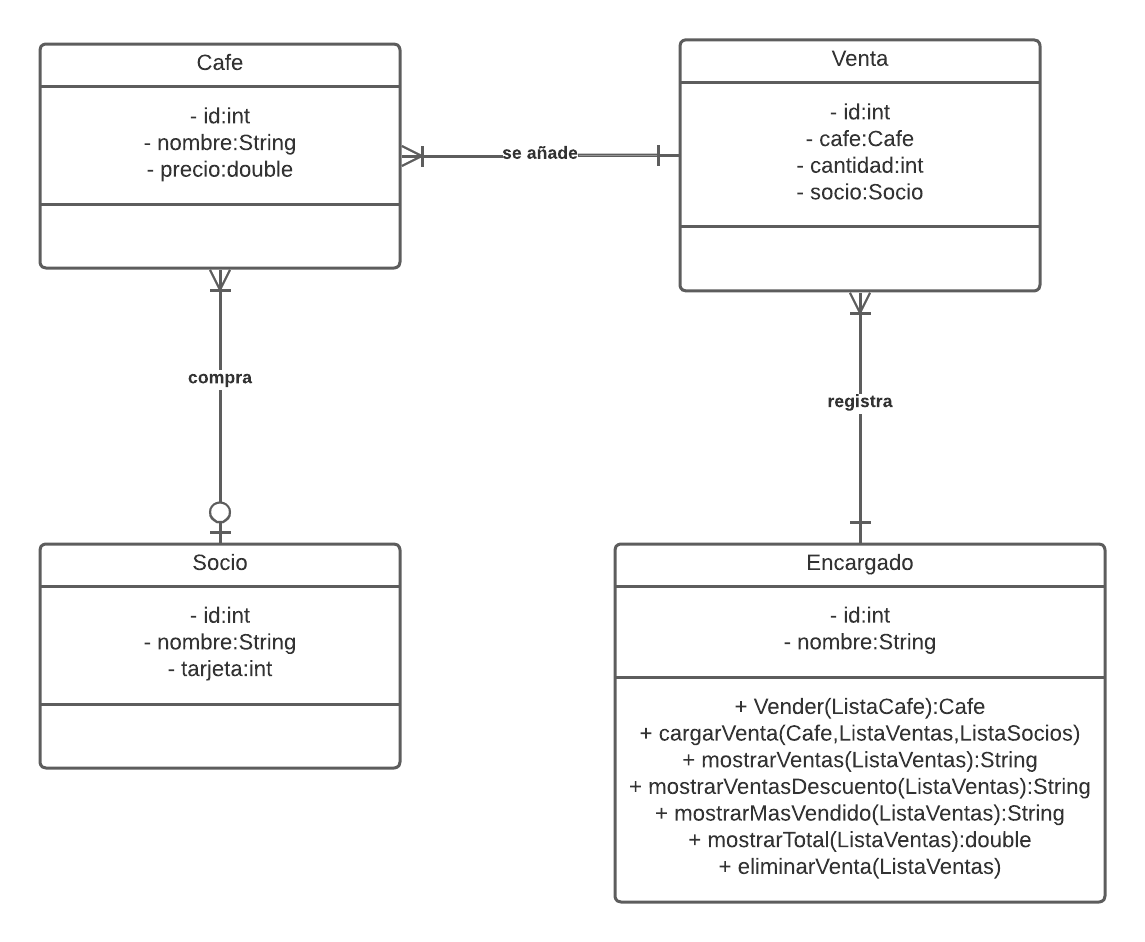 Cafe
- id:int
- nombre:String
- precio:double
se añade
Venta
- id:int
- cafe:Cafe
- cantidad:int
- socio:Socio
compra
registra
Socio
- id:int
- nombre:String
- tarjeta:int
Encargado
- id:int
- nombre:String
+ Vender(ListaCafe):Cafe
+ cargarVenta(Cafe,ListaVentas,ListaSocios)
+ mostrarVentas(ListaVentas):String
+ mostrarVentasDescuento(ListaVentas):String
+ mostrarMasVendido(ListaVentas):String
+ mostrarTotal(ListaVentas):double
+ eliminarVenta(ListaVentas)